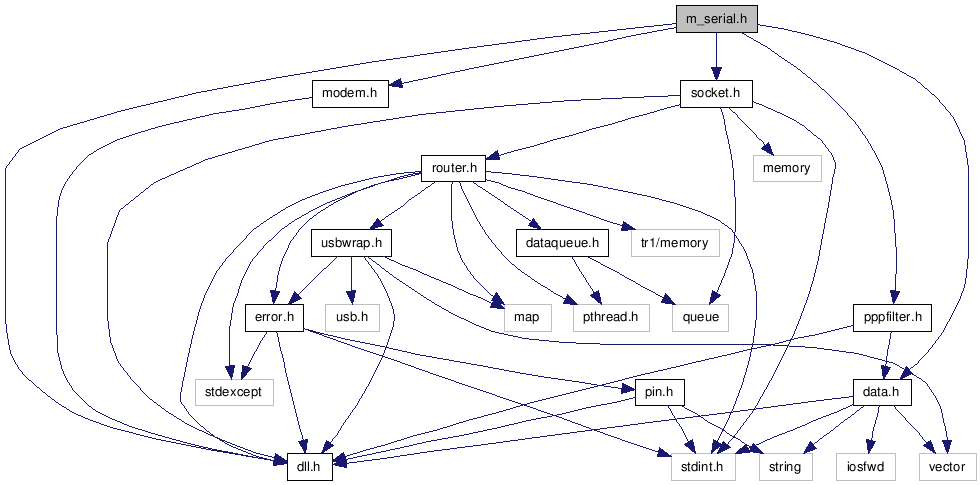 m_serial.h
modem.h
socket.h
router.h
memory
usbwrap.h
dataqueue.h
tr1/memory
error.h
usb.h
map
pthread.h
queue
pppfilter.h
stdexcept
pin.h
data.h
dll.h
stdint.h
string
iosfwd
vector